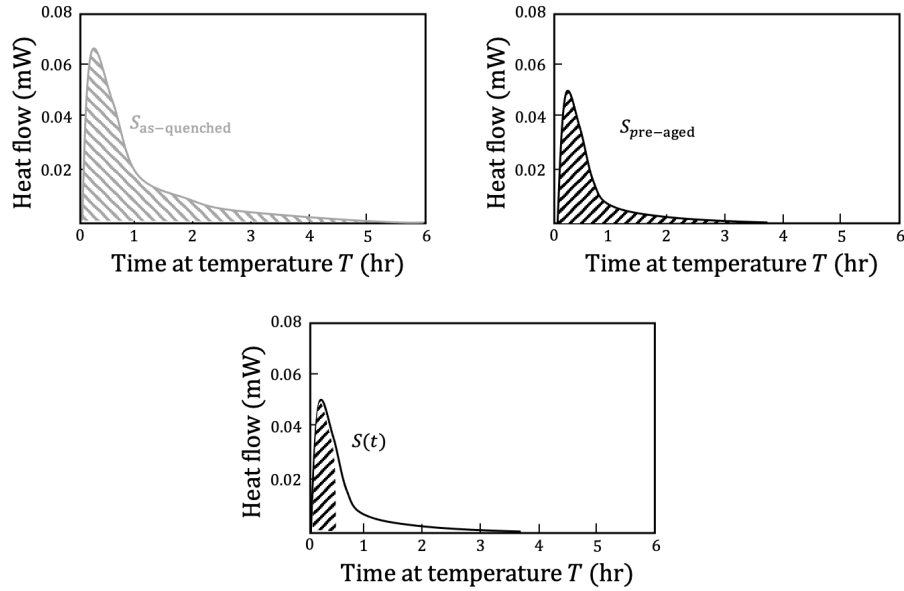 0.08
0.06
0.04
0.02
0 1 2 3 4 5 6
Heat flow (mW)
S_as−quenched
Time at temperature T (hr)
0.08
0.06
0.04
0.02
0 1 2 3 4 5 6
Heat flow (mW)
S_pre−aged
Time at temperature T (hr)
0.08
0.06
0.04
0.02
0 1 2 3 4 5 6
Heat flow (mW)
S(t)
Time at temperature T (hr)